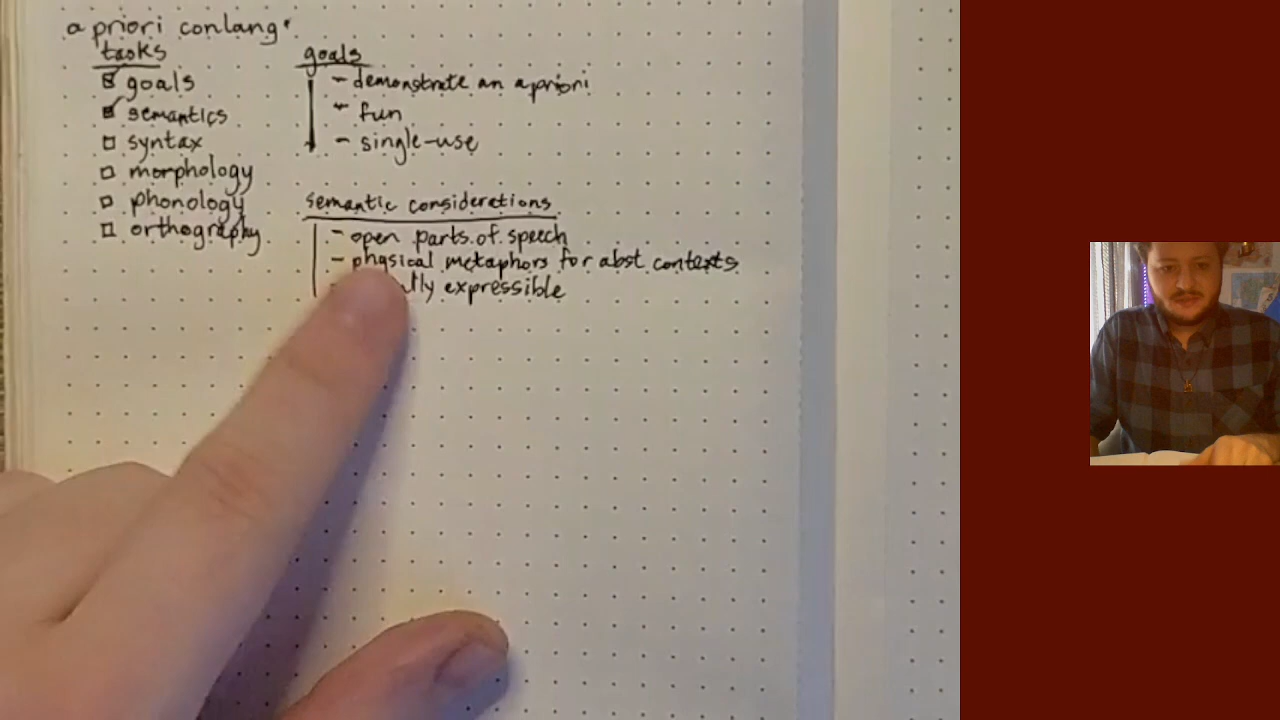 a priori conlang
tasks
goals
semantics
syntax
morphology
phonology
orthography
goals
- demonstrate an apriori
- fun
- single-use
semantic considerations
- open parts of speech
- physical metaphors for abst contexts
expressible